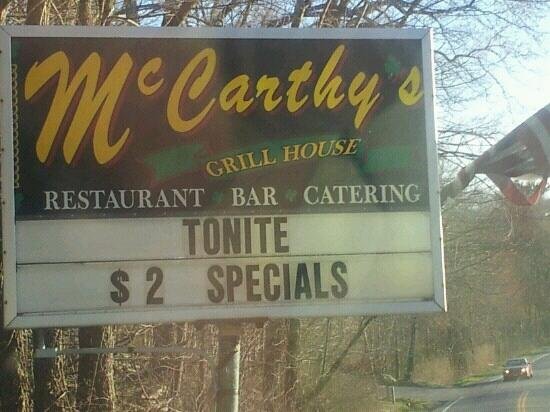 McCarthy's
GRILL HOUSE
RESTAURANT BAR CATERING
TONITE
$2 SPECIALS